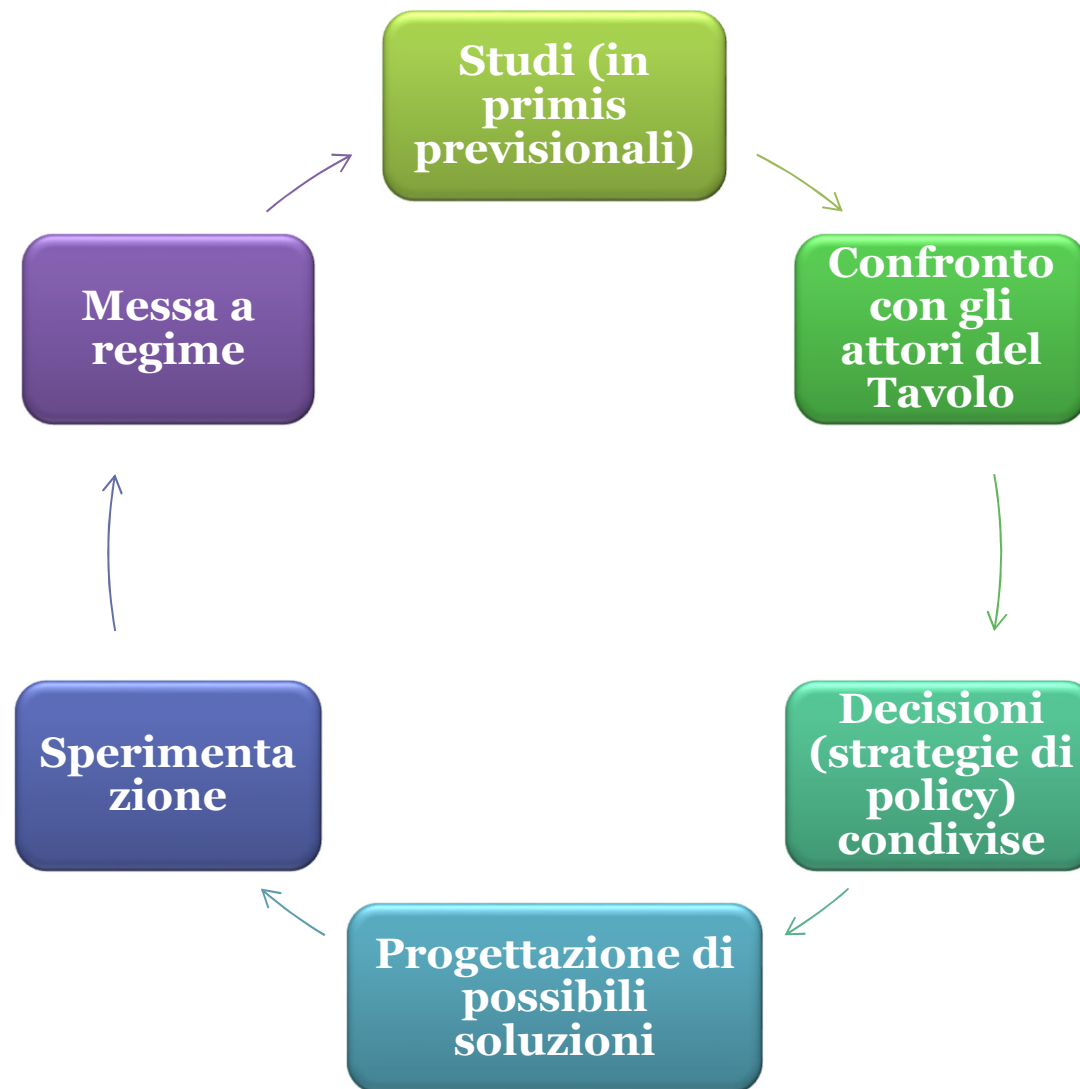 Studi (in
primis
previsionali)
Confronto
con gli
attori del
Tavolo
Decisioni
(strategie di
policy)
condivise
Progettazione di
possibili
soluzioni
Sperimenta
zione
Messa a
regime